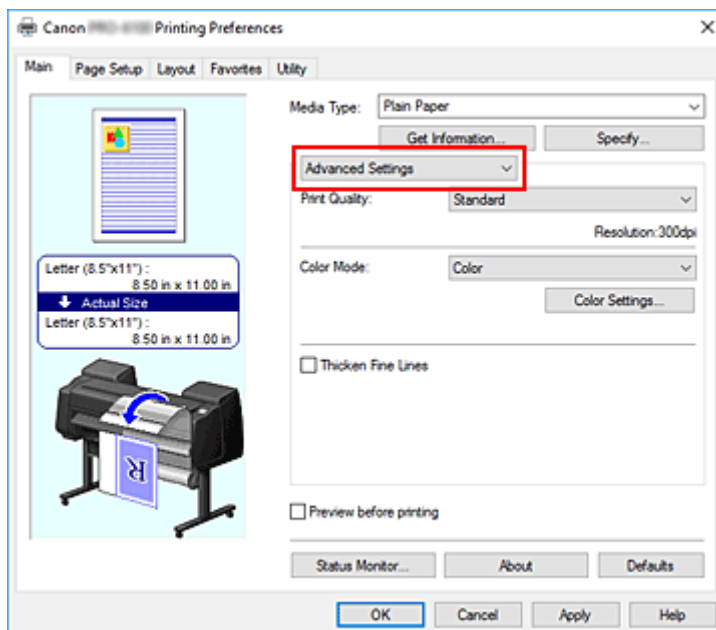 Canon Printing Preferences
Main Page Setup Layout Favorites Utility
Media Type: Plain Paper
Get Information... Specify...
Advanced Settings
Print Quality: Standard
Resolution:300dpi
Letter (8.5"x11") :
8.50 in x 11.00 in
Actual Size
Letter (8.5"x11") :
8.50 in x 11.00 in
Color Mode: Color
Color Settings...
Thicken Fine Lines
R
Preview before printing
Status Monitor... About Defaults
OK Cancel Apply Help